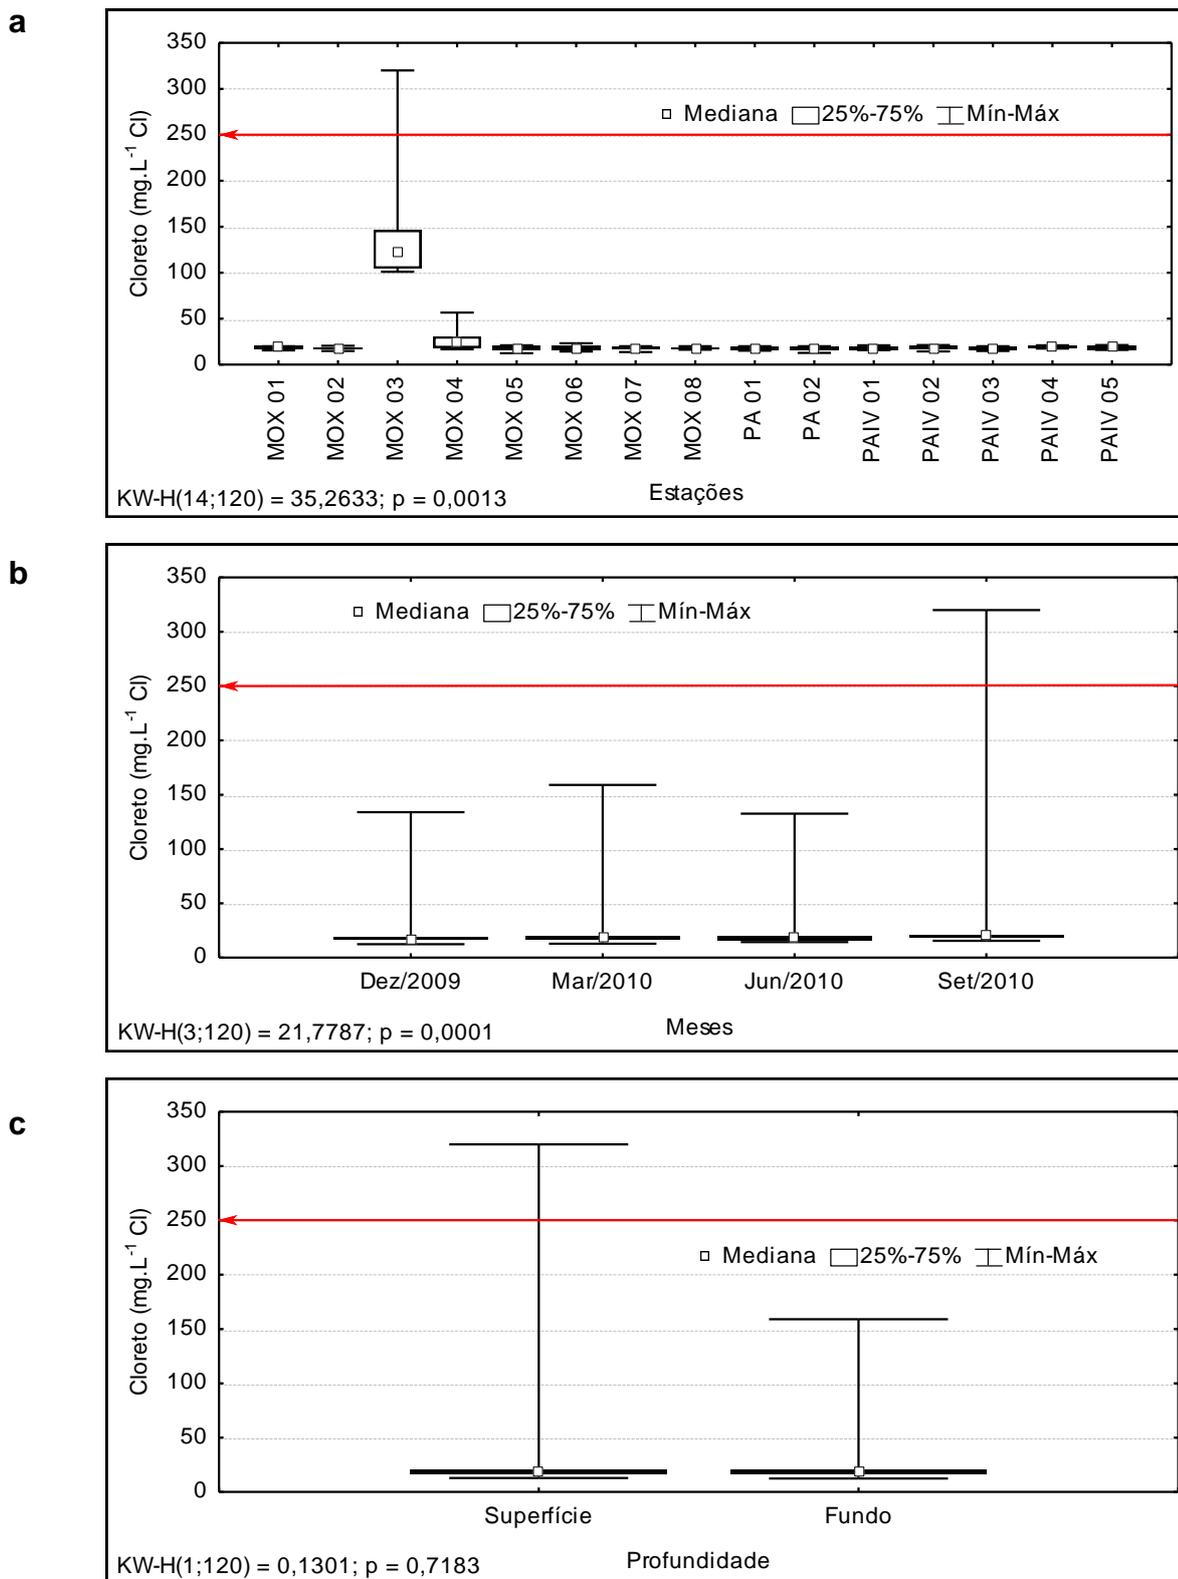 a
350
300
250
200
150
100
50
0
Cloreto (mg.L⁻¹ Cl)
Mediana 25%-75% Mín-Máx
MOX 01
MOX 02
MOX 03
MOX 04
MOX 05
MOX 06
MOX 07
MOX 08
PA 01
PA 02
PAIV 01
PAIV 02
PAIV 03
PAIV 04
PAIV 05
Estações
KW-H(14;120) = 35,2633; p = 0,0013
b
350
300
250
200
150
100
50
0
Cloreto (mg.L⁻¹ Cl)
Mediana 25%-75% Mín-Máx
Dez/2009 Mar/2010 Jun/2010 Set/2010
Meses
KW-H(3;120) = 21,7787; p = 0,0001
c
350
300
250
200
150
100
50
0
Cloreto (mg.L⁻¹ Cl)
Mediana 25%-75% Mín-Máx
Superfície Fundo
Profundidade
KW-H(1;120) = 0,1301; p = 0,7183